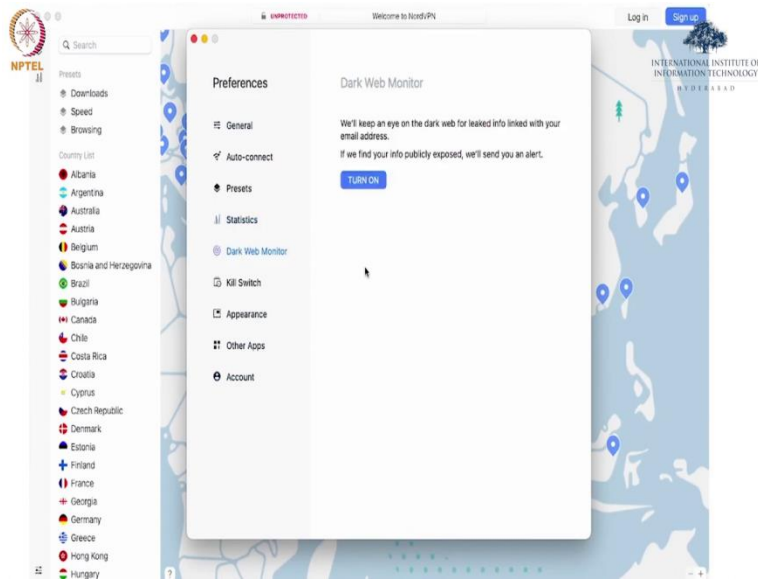 UNPROTECTED
Welcome to NordVPN
Log in
Sign up
NPTEL
INTERNATIONAL INSTITUTE OF
INFORMATION TECHNOLOGY
HYDERABAD
Search
Presets
Downloads
Speed
Browsing
Country List
Albania
Argentina
Australia
Austria
Belgium
Bosnia and Herzegovina
Brazil
Bulgaria
Canada
Chile
Costa Rica
Croatia
Cyprus
Czech Republic
Denmark
Estonia
Finland
France
Georgia
Germany
Greece
Hong Kong
Hungary
Preferences
General
Auto-connect
Presets
Statistics
Dark Web Monitor
Kill Switch
Appearance
Other Apps
Account
Dark Web Monitor
We'll keep an eye on the dark web for leaked info linked with your
email address.
If we find your info publicly exposed, we'll send you an alert.
TURN ON
?
- +